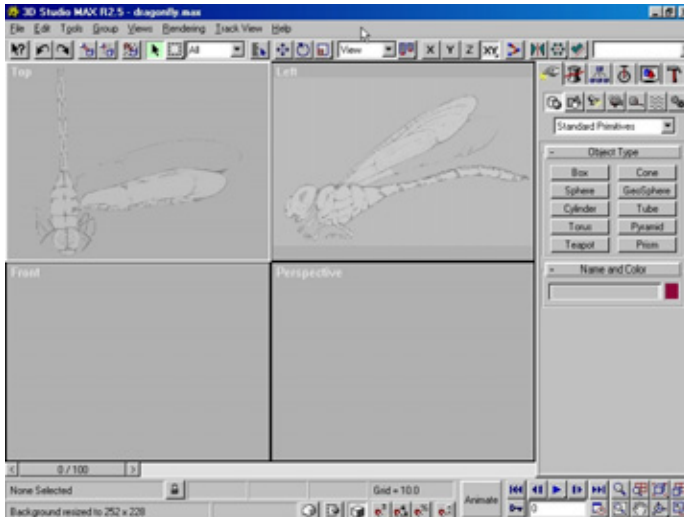 3D Studio MAX R2.5 - dragonfly.max
File Edit Tools Group Views Rendering Track View Help
All View X Y Z XY
Top Left
Standard Primitives
- Object Type
Box Cone
Sphere GeoSphere
Cylinder Tube
Torus Pyramid
Teapot Prism
- Name and Color
Front Perspective
< 0 / 100 >
None Selected Grid = 10.0
Animate
0
Background resized to 252 x 228